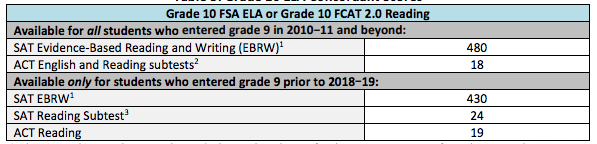 Grade 10 FSA ELA or Grade 10 FCAT 2.0 Reading
Available for all students who entered grade 9 in 2010−11 and beyond:
SAT Evidence-Based Reading and Writing (EBRW)¹ 480
ACT English and Reading subtests² 18
Available only for students who entered grade 9 prior to 2018−19:
SAT EBRW¹ 430
SAT Reading Subtest³ 24
ACT Reading 19